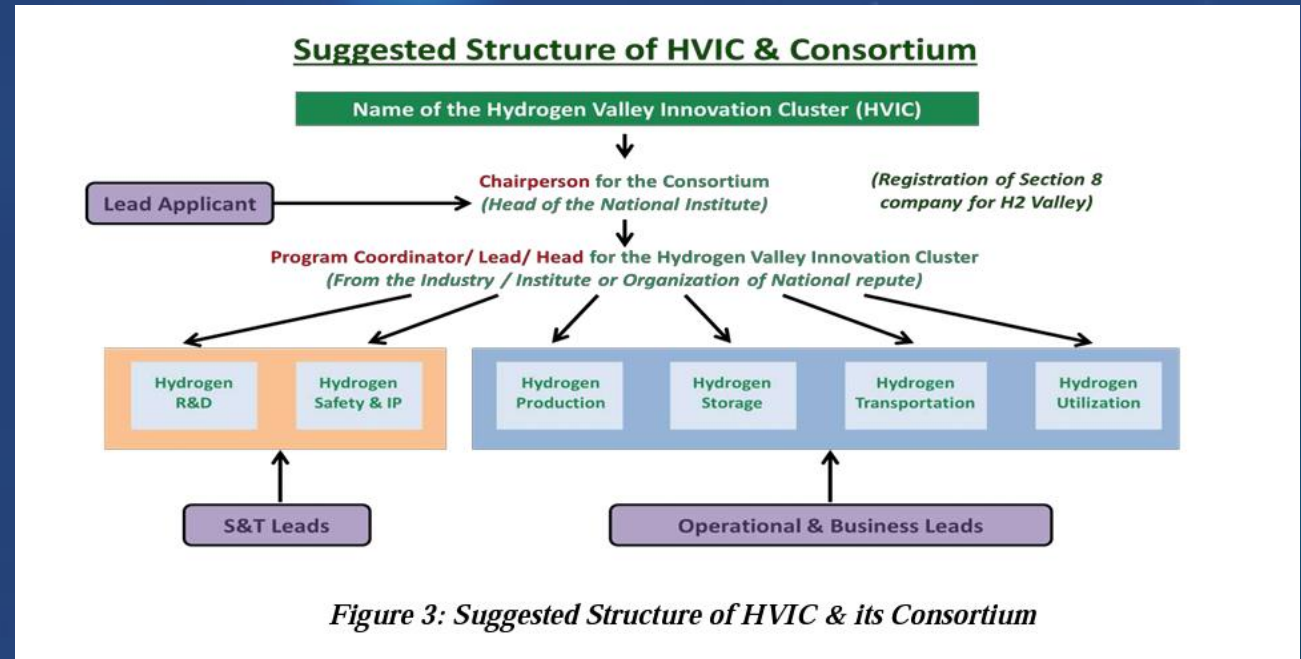 Suggested Structure of HVIC & Consortium
Name of the Hydrogen Valley Innovation Cluster (HVIC)
Lead Applicant
Chairperson for the Consortium
(Head of the National Institute)
(Registration of Section 8
company for H2 Valley)
Program Coordinator/ Lead/ Head for the Hydrogen Valley Innovation Cluster
(From the Industry / Institute or Organization of National repute)
Hydrogen
R&D
Hydrogen
Safety & IP
Hydrogen
Production
Hydrogen
Storage
Hydrogen
Transportation
Hydrogen
Utilization
S&T Leads
Operational & Business Leads
Figure 3: Suggested Structure of HVIC & its Consortium